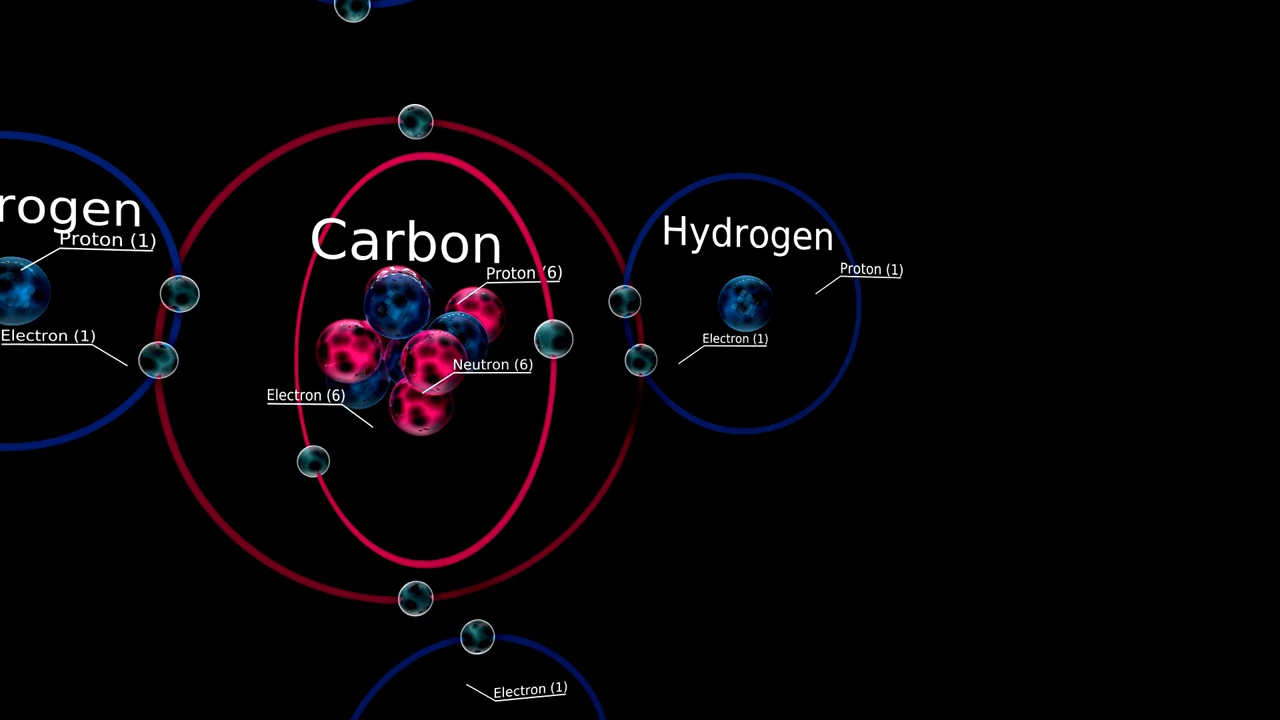 rogen
Proton (1)
Electron (1)
Carbon
Proton (6)
Neutron (6)
Electron (6)
Hydrogen
Proton (1)
Electron (1)
Electron (1)